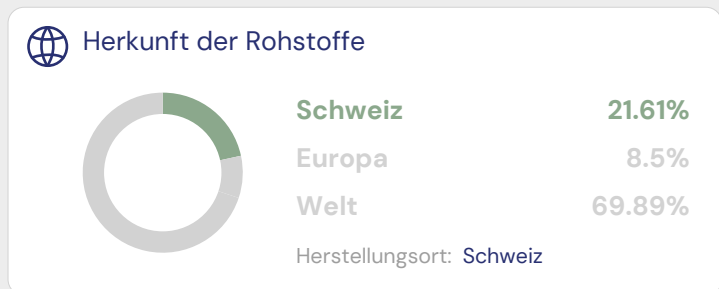 Herkunft der Rohstoffe
Schweiz 21.61%
Europa 8.5%
Welt 69.89%
Herstellungsort: Schweiz